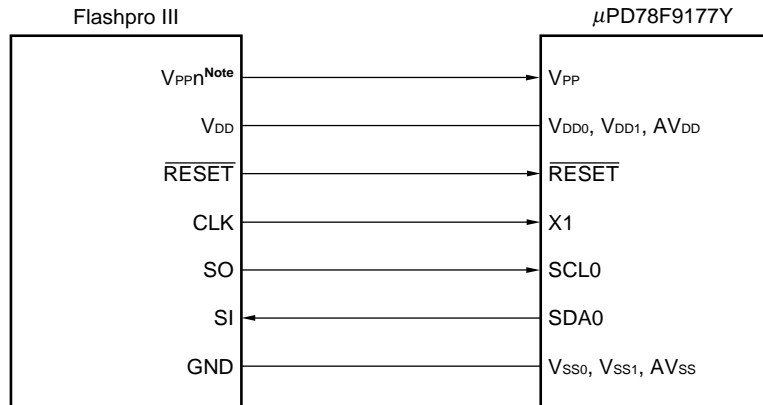 Flashpro III μPD78F9177Y
VPPnNote VPP
VDD VDD0, VDD1, AVDD
RESET RESET
CLK X1
SO SCL0
SI SDA0
GND VSS0, VSS1, AVSS